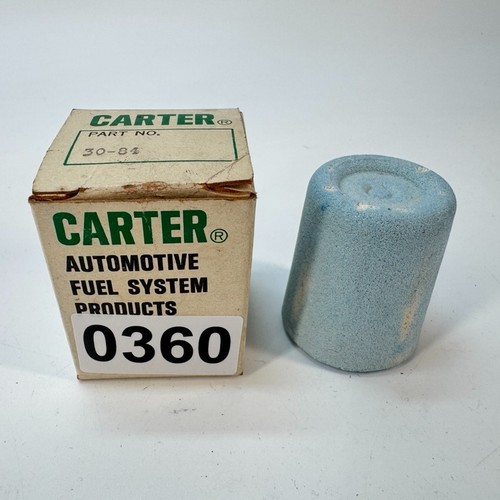 CARTER®
PART NO.
30-84
CARTER®
AUTOMOTIVE
FUEL SYSTEM
PRODUCTS
0360